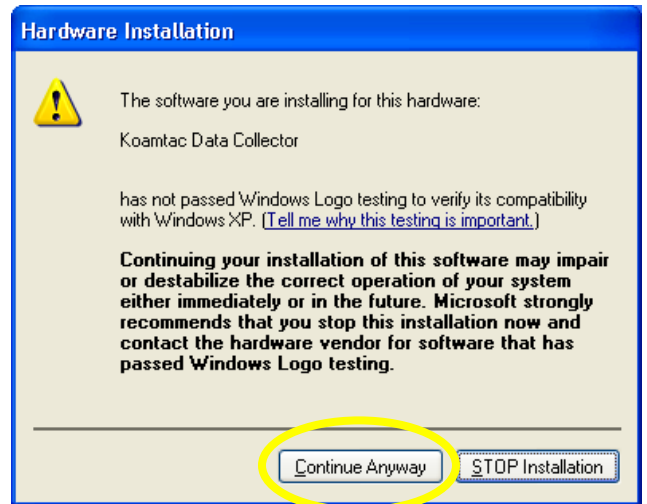 Hardware Installation
The software you are installing for this hardware:
Koamtac Data Collector
has not passed Windows Logo testing to verify its compatibility
with Windows XP. (Tell me why this testing is important.)
Continuing your installation of this software may impair
or destabilize the correct operation of your system
either immediately or in the future. Microsoft strongly
recommends that you stop this installation now and
contact the hardware vendor for software that has
passed Windows Logo testing.
Continue Anyway STOP Installation